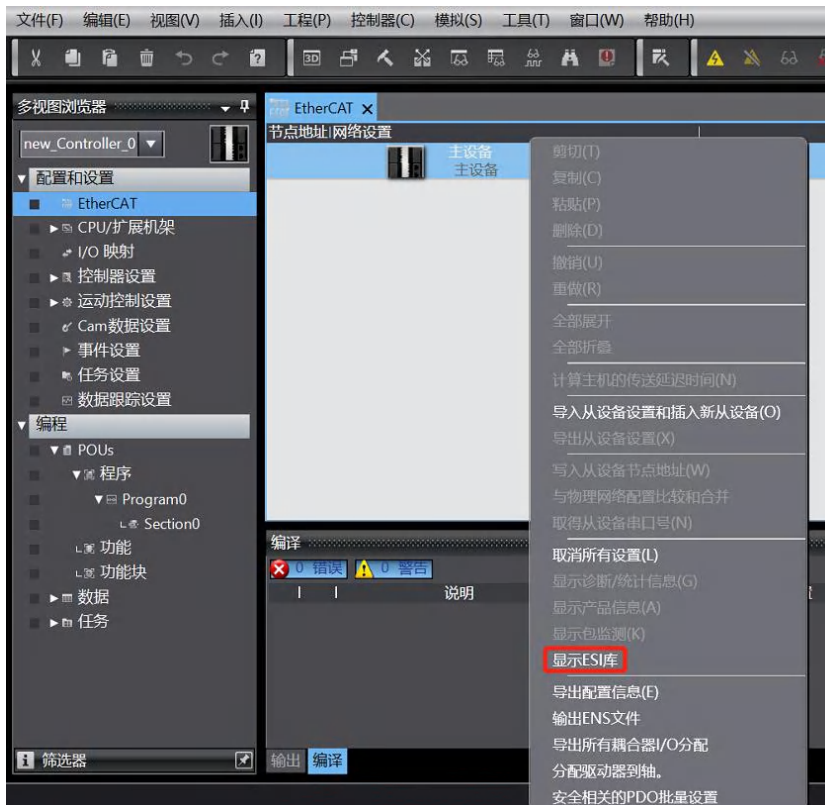 文件(F) 编辑(E) 视图(V) 插入(I) 工程(P) 控制器(C) 模拟(S) 工具(T) 窗口(W) 帮助(H)
3D
多视图浏览器
new_Controller_0
配置和设置
EtherCAT
CPU/扩展机架
I/O 映射
控制器设置
运动控制设置
Cam数据设置
事件设置
任务设置
数据跟踪设置
编程
POUs
程序
Program0
Section0
功能
功能块
数据
任务
筛选器
EtherCAT
节点地址|网络设置
主设备
主设备
剪切(T)
复制(C)
粘贴(P)
删除(D)
撤消(U)
重做(R)
全部展开
全部折叠
计算主机的传送延迟时间(N)
导入从设备设置和插入新从设备(O)
导出从设备设置(X)
写入从设备节点地址(W)
与物理网络配置比较和合并
取得从设备串口号(N)
取消所有设置(L)
显示诊断/统计信息(G)
显示产品信息(A)
显示包监测(K)
显示ESI库
导出配置信息(E)
输出ENS文件
导出所有耦合器I/O分配
分配驱动器到轴。
安全相关的PDO批量设置
编译
0 错误 0 警告
说明
输出 编译